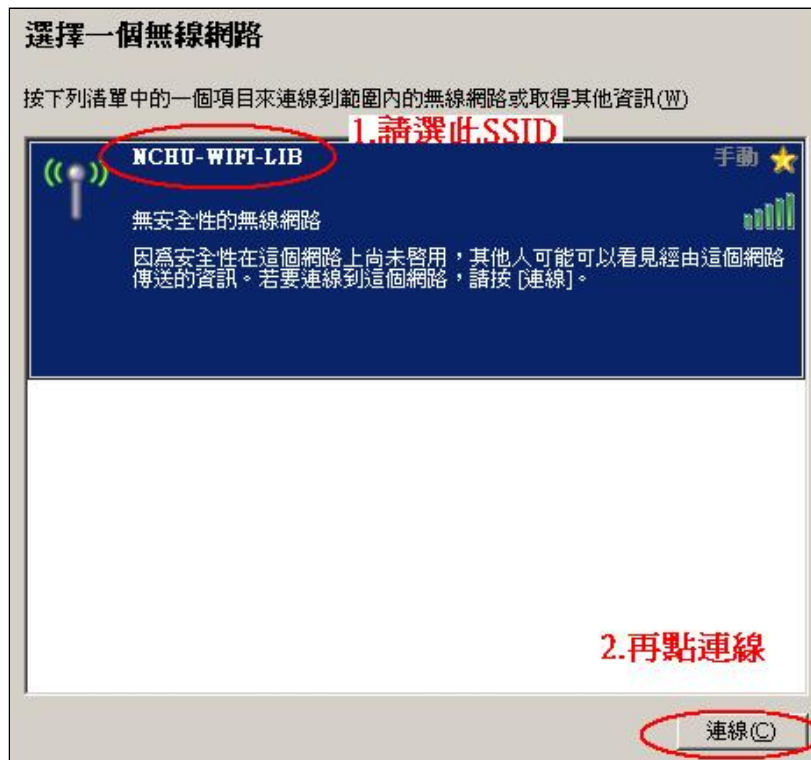 選擇一個無線網路
按下列清單中的一個項目來連線到範圍內的無線網路或取得其他資訊(W)
1.請選此SSID
NCHU-WIFI-LIB
手動
無安全性的無線網路
因為安全性在這個網路上尚未啓用,其他人可能可以看見經由這個網路
傳送的資訊。若要連線到這個網路,請按 [連線]。
2.再點連線
連線(C)